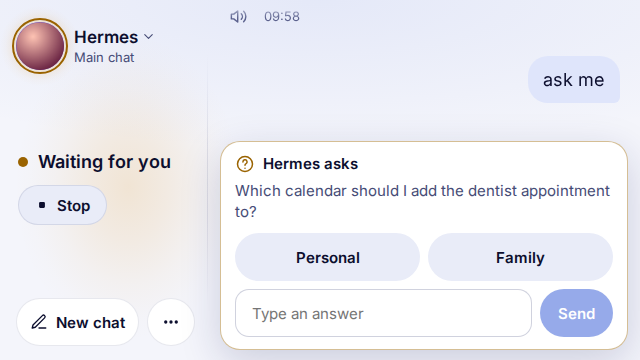 Hermes
Main chat
Waiting for you
Stop
New chat
09:58
ask me
Hermes asks
Which calendar should I add the dentist appointment
to?
Personal
Family
Type an answer
Send